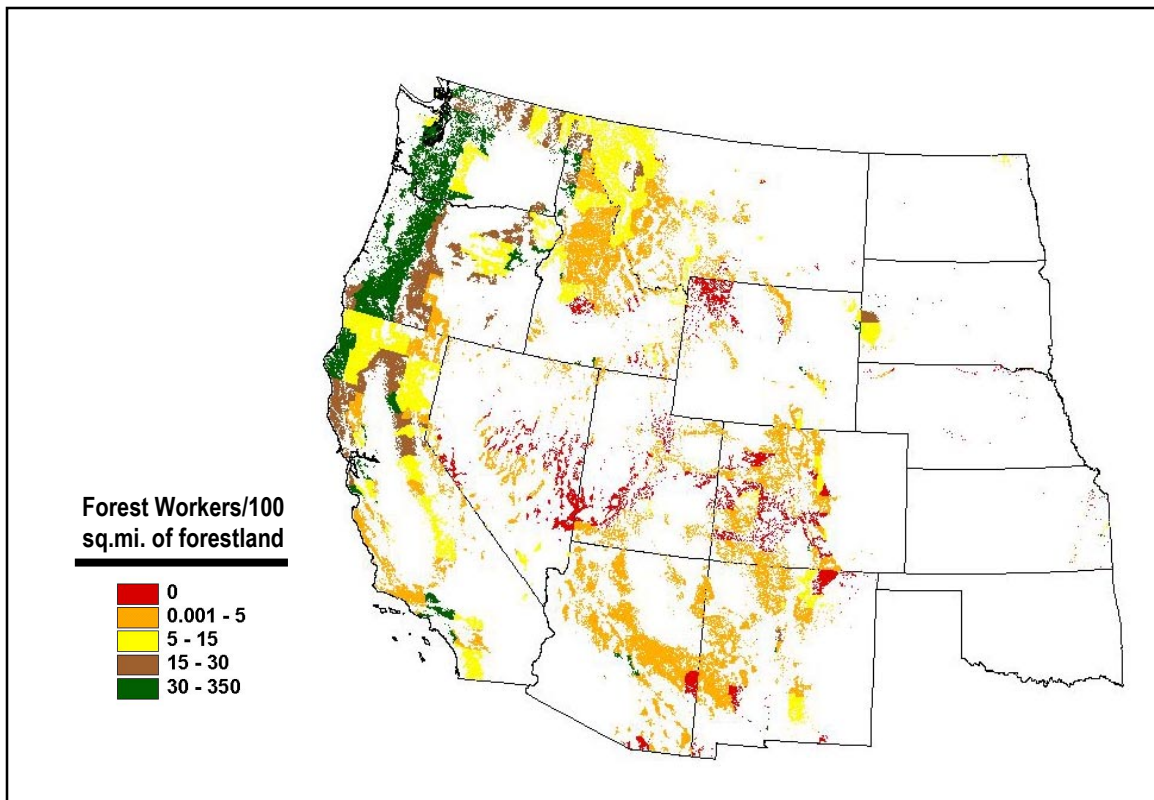 Forest Workers/100
sq.mi. of forestland
0
0.001 - 5
5 - 15
15 - 30
30 - 350